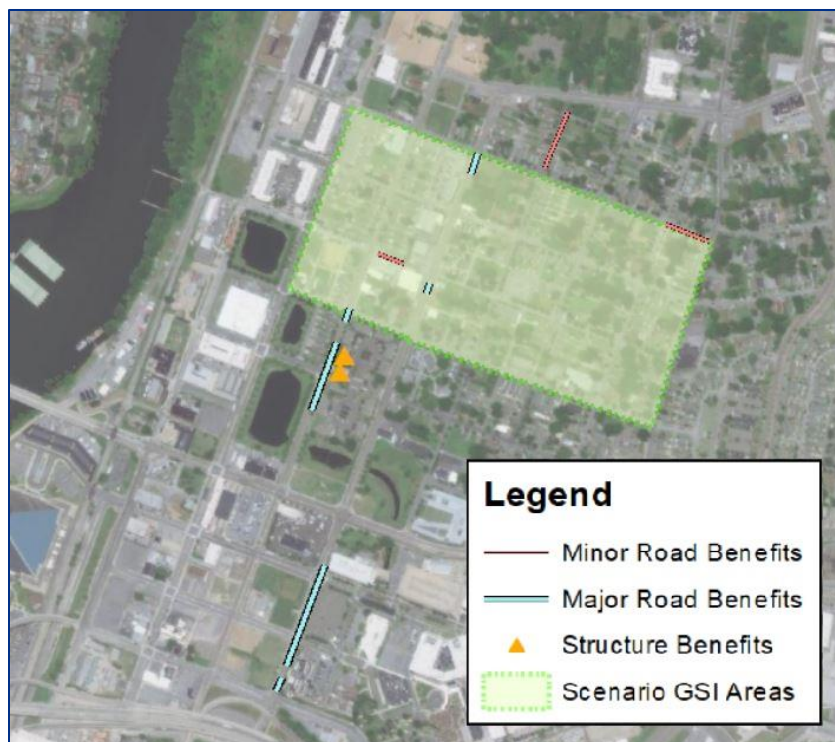 Legend
Minor Road Benefits
Major Road Benefits
Structure Benefits
Scenario GSI Areas